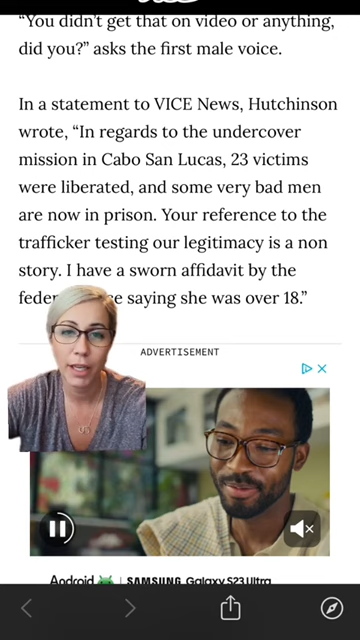 “You didn’t get that on video or anything,
did you?” asks the first male voice.
In a statement to VICE News, Hutchinson
wrote, “In regards to the undercover
mission in Cabo San Lucas, 23 victims
were liberated, and some very bad men
are now in prison. Your reference to the
trafficker testing our legitimacy is a non
story. I have a sworn affidavit by the
saying she was over 18.”
ADVERTISEMENT
Android | SAMSUNG Galaxy S23 Ultra